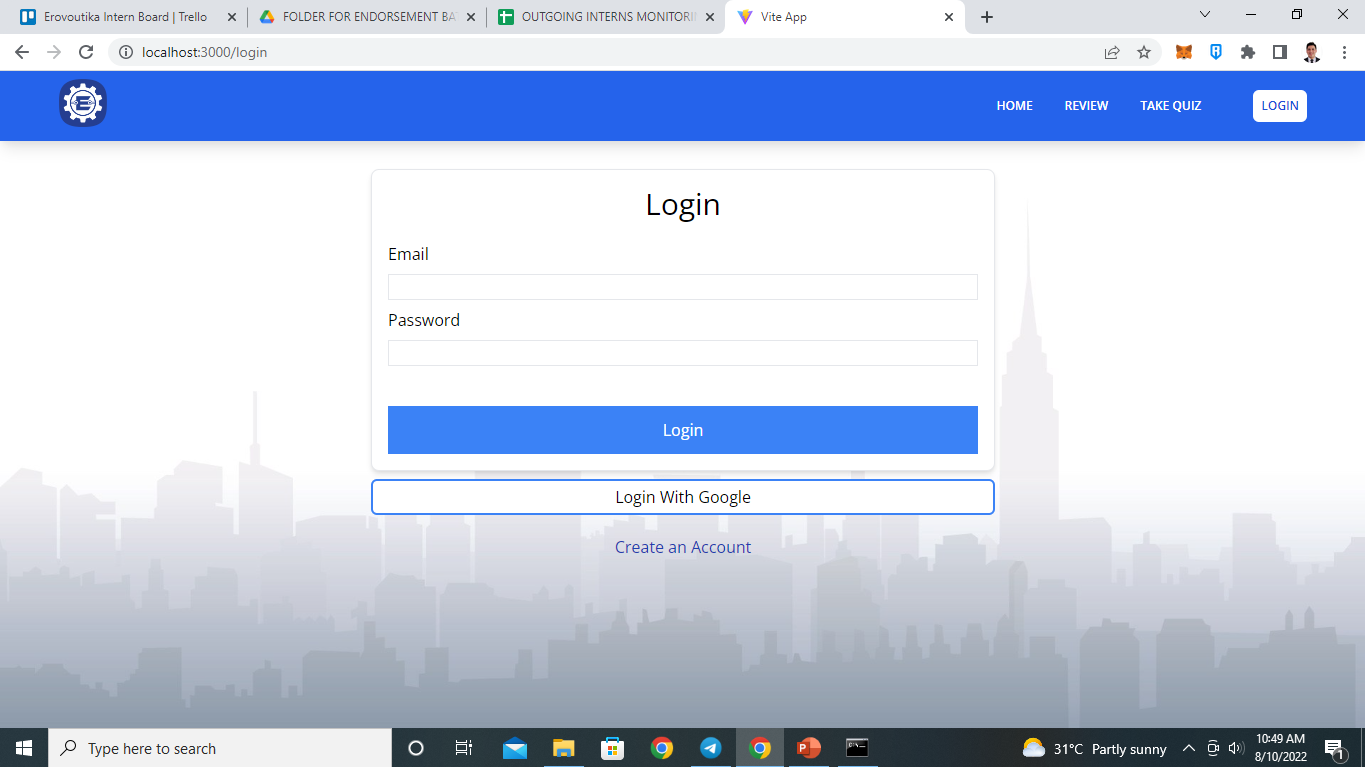 Erovoutika Intern Board | Trello
FOLDER FOR ENDORSEMENT BA
OUTGOING INTERNS MONITORI
Vite App
localhost:3000/login
HOME
REVIEW
TAKE QUIZ
LOGIN
Login
Email
Password
Login
Login With Google
Create an Account
Type here to search
31°C Partly sunny
10:49 AM
8/10/2022
1